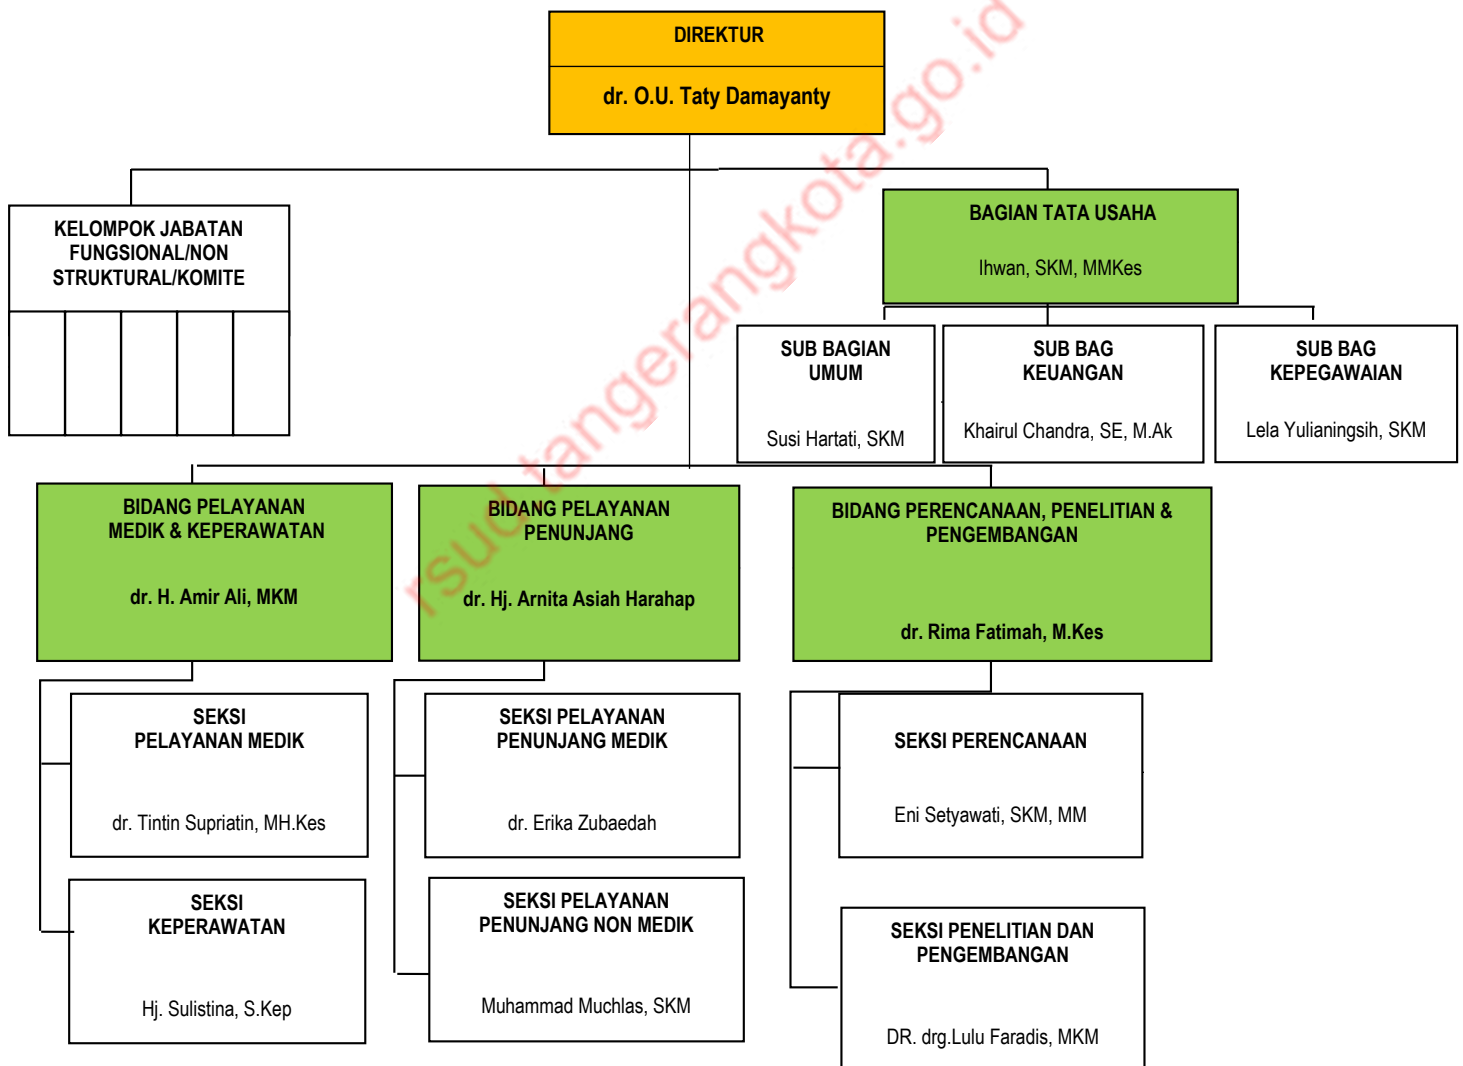 DIREKTUR
dr. O.U. Taty Damayanty
KELOMPOK JABATAN
FUNGSIONAL/NON
STRUKTURAL/KOMITE
BAGIAN TATA USAHA
Ihwan, SKM, MMKes
SUB BAGIAN
UMUM
Susi Hartati, SKM
SUB BAG
KEUANGAN
Khairul Chandra, SE, M.Ak
SUB BAG
KEPEGAWAIAN
Lela Yulianingsih, SKM
BIDANG PELAYANAN
MEDIK & KEPERAWATAN
dr. H. Amir Ali, MKM
BIDANG PELAYANAN
PENUNJANG
dr. Hj. Arnita Asiah Harahap
BIDANG PERENCANAAN, PENELITIAN &
PENGEMBANGAN
dr. Rima Fatimah, M.Kes
SEKSI
PELAYANAN MEDIK
dr. Tintin Supriatin, MH.Kes
SEKSI PELAYANAN
PENUNJANG MEDIK
dr. Erika Zubaedah
SEKSI PERENCANAAN
Eni Setyawati, SKM, MM
SEKSI
KEPERAWATAN
Hj. Sulistina, S.Kep
SEKSI PELAYANAN
PENUNJANG NON MEDIK
Muhammad Muchlas, SKM
SEKSI PENELITIAN DAN
PENGEMBANGAN
DR. drg.Lulu Faradis, MKM
rsud.tangerangkota.go.id